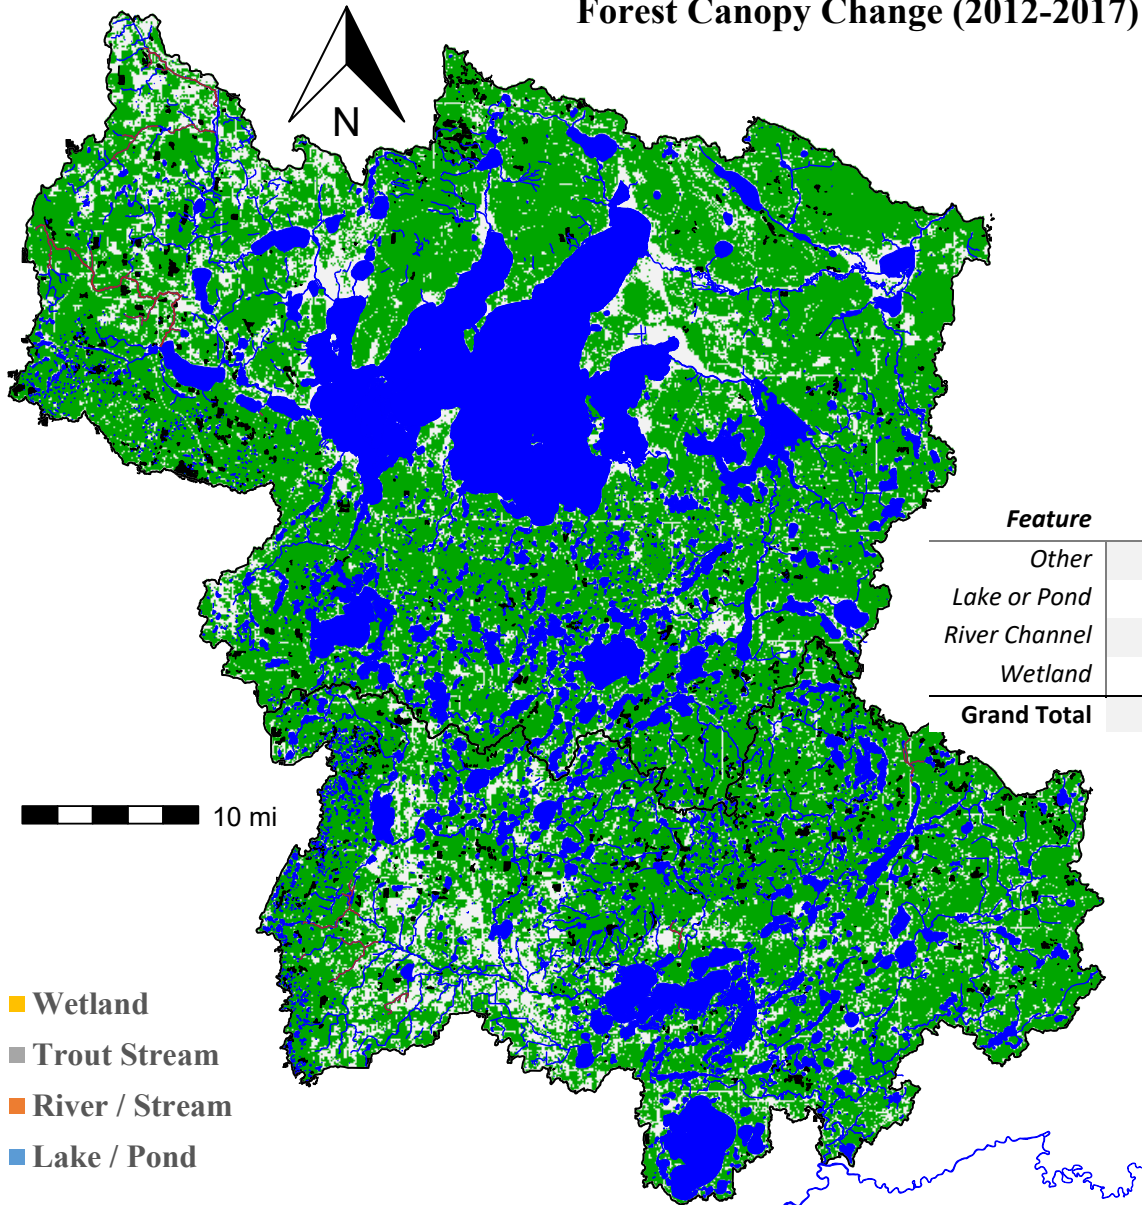 Forest Canopy Change (2012-2017)
N
Feature
Other
Lake or Pond
River Channel
Wetland
Grand Total
10 mi
Wetland
Trout Stream
River / Stream
Lake / Pond